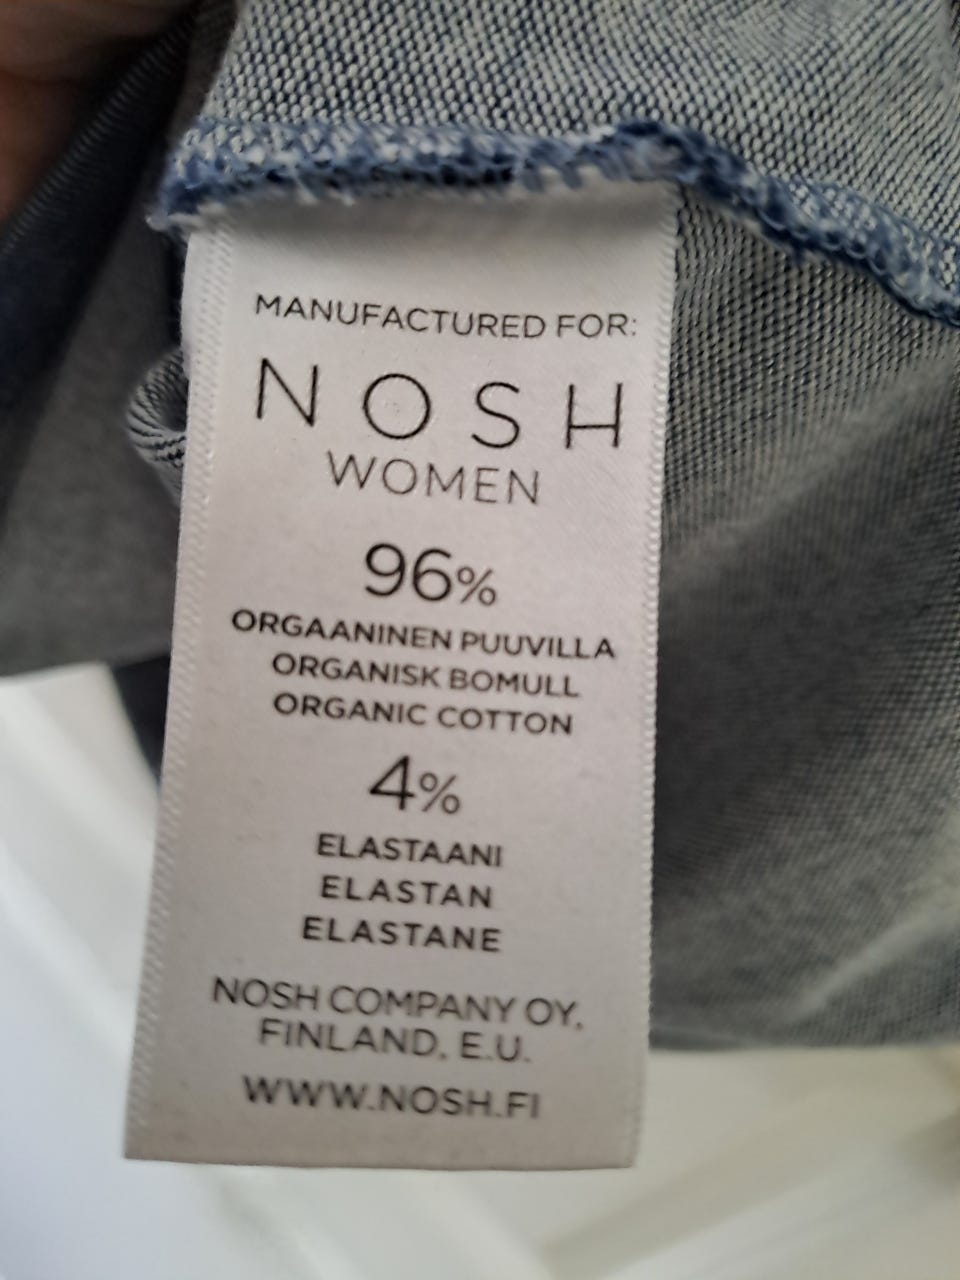 MANUFACTURED FOR:
NOSH
WOMEN
96%
ORGAANINEN PUUVILLA
ORGANISK BOMULL
ORGANIC COTTON
4%
ELASTAANI
ELASTAN
ELASTANE
NOSH COMPANY OY,
FINLAND, E.U.
WWW.NOSH.FI